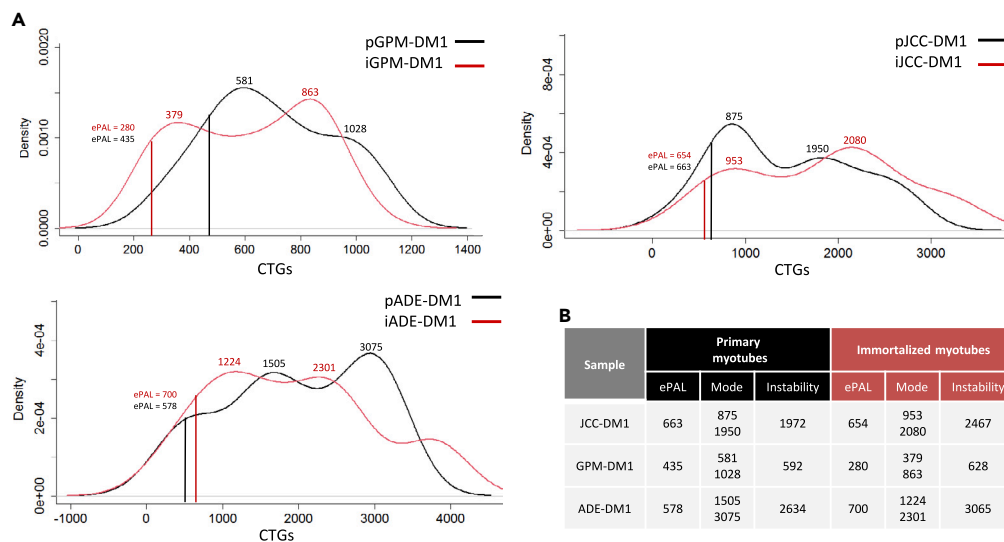 A
pGPM-DM1
iGPM-DM1
0.0020
0.0010
0.0000
Density
581
863
379
1028
ePAL = 280
ePAL = 435
0 200 400 600 800 1000 1200 1400
CTGs
pJCC-DM1
iJCC-DM1
8e-04
4e-04
0e+00
Density
875
1950
2080
953
ePAL = 654
ePAL = 663
0 1000 2000 3000
CTGs
pADE-DM1
iADE-DM1
4e-04
2e-04
0e+00
Density
3075
1505
1224
2301
ePAL = 700
ePAL = 578
-1000 0 1000 2000 3000 4000
CTGs
B
Sample Primary myotubes Immortalized myotubes
ePAL Mode Instability ePAL Mode Instability
JCC-DM1 663 875 1950 1972 654 953 2080 2467
GPM-DM1 435 581 1028 592 280 379 863 628
ADE-DM1 578 1505 3075 2634 700 1224 2301 3065